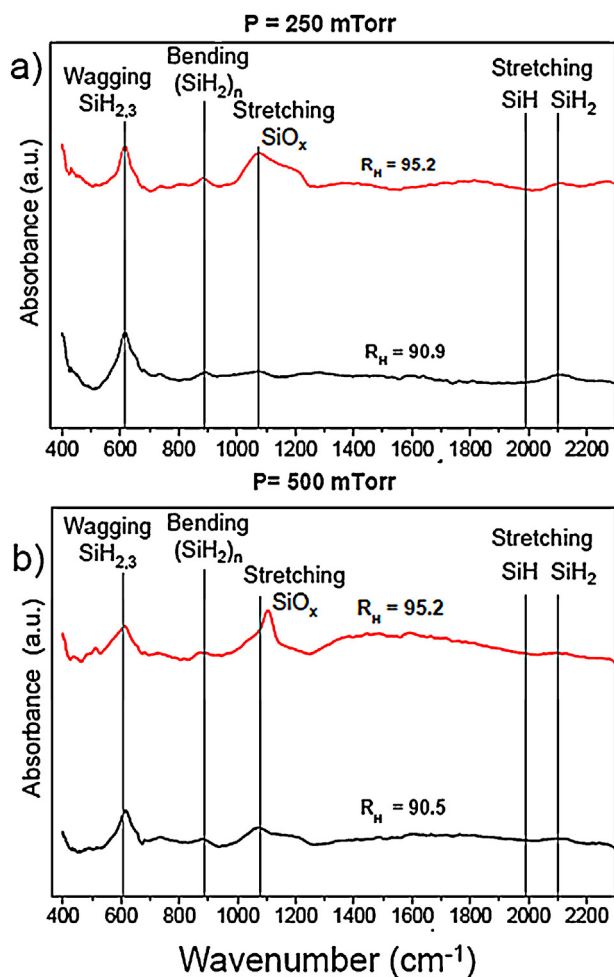 P = 250 mTorr
a)
Wagging
SiH2,3
Bending
(SiH2)n
Stretching
SiOx
Stretching
SiH SiH2
RH = 95.2
RH = 90.9
Absorbance (a.u.)
400 600 800 1000 1200 1400 1600 1800 2000 2200
P= 500 mTorr
b)
Wagging
SiH2,3
Bending
(SiH2)n
Stretching
SiOx
Stretching
SiH SiH2
RH = 95.2
RH = 90.5
Absorbance (a.u.)
400 600 800 1000 1200 1400 1600 1800 2000 2200
Wavenumber (cm-1)